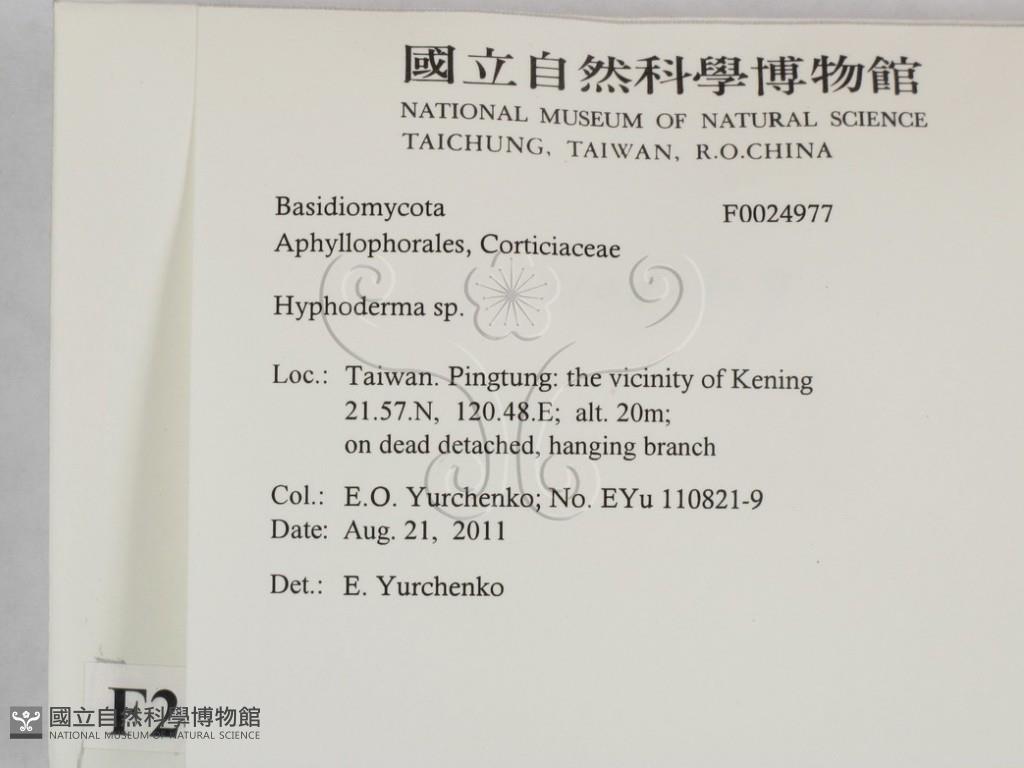 國立自然科學博物館
NATIONAL MUSEUM OF NATURAL SCIENCE
TAICHUNG, TAIWAN, R.O.CHINA
Basidiomycota F0024977
Aphyllophorales, Corticiaceae
Hyphoderma sp.
Loc.: Taiwan. Pingtung: the vicinity of Kening
21.57.N, 120.48.E; alt. 20m;
on dead detached, hanging branch
Col.: E.O. Yurchenko; No. EYu 110821-9
Date: Aug. 21, 2011
Det.: E. Yurchenko
F2
國立自然科學博物館
NATIONAL MUSEUM OF NATURAL SCIENCE